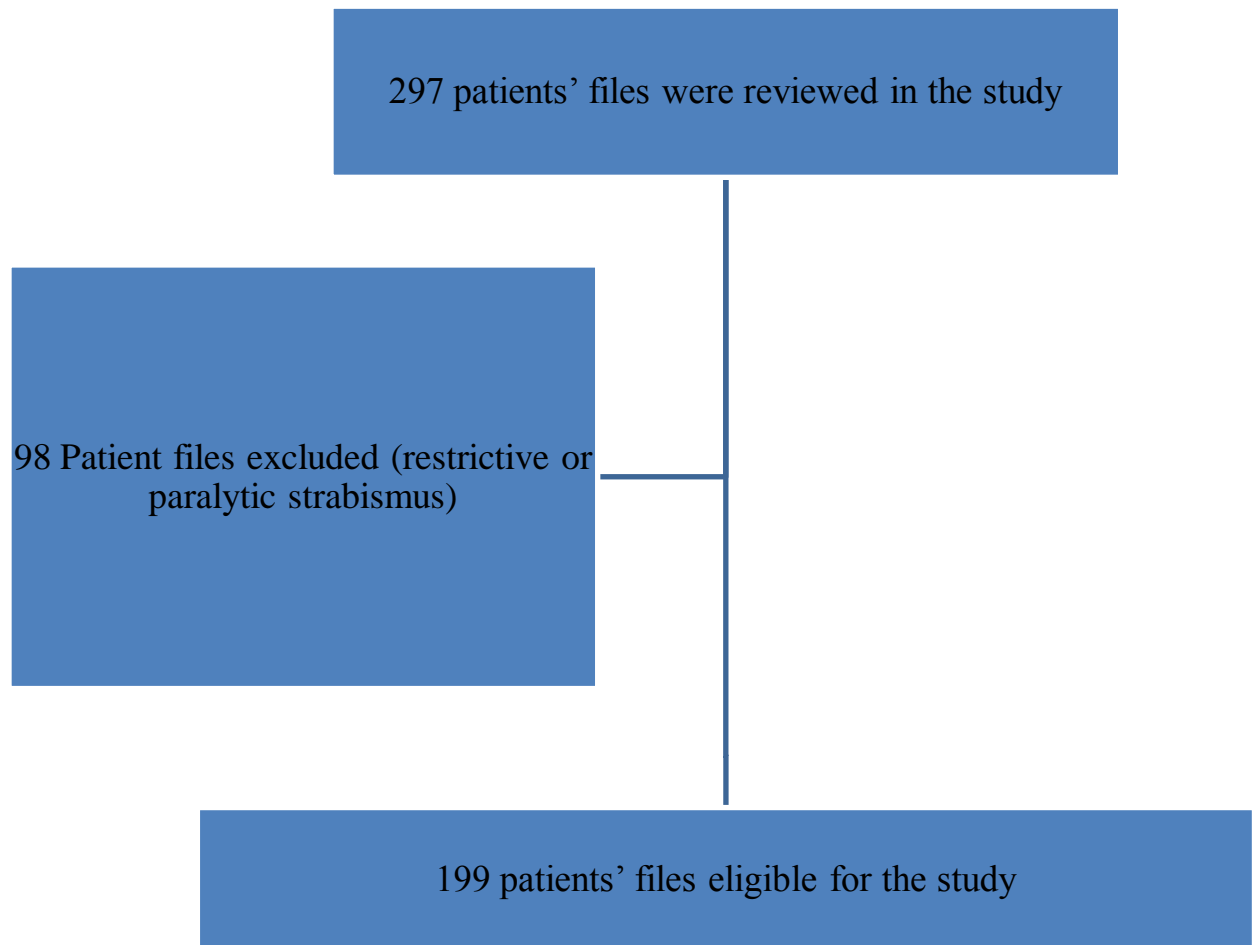 297 patients’ files were reviewed in the study
98 Patient files excluded (restrictive or
paralytic strabismus)
199 patients’ files eligible for the study